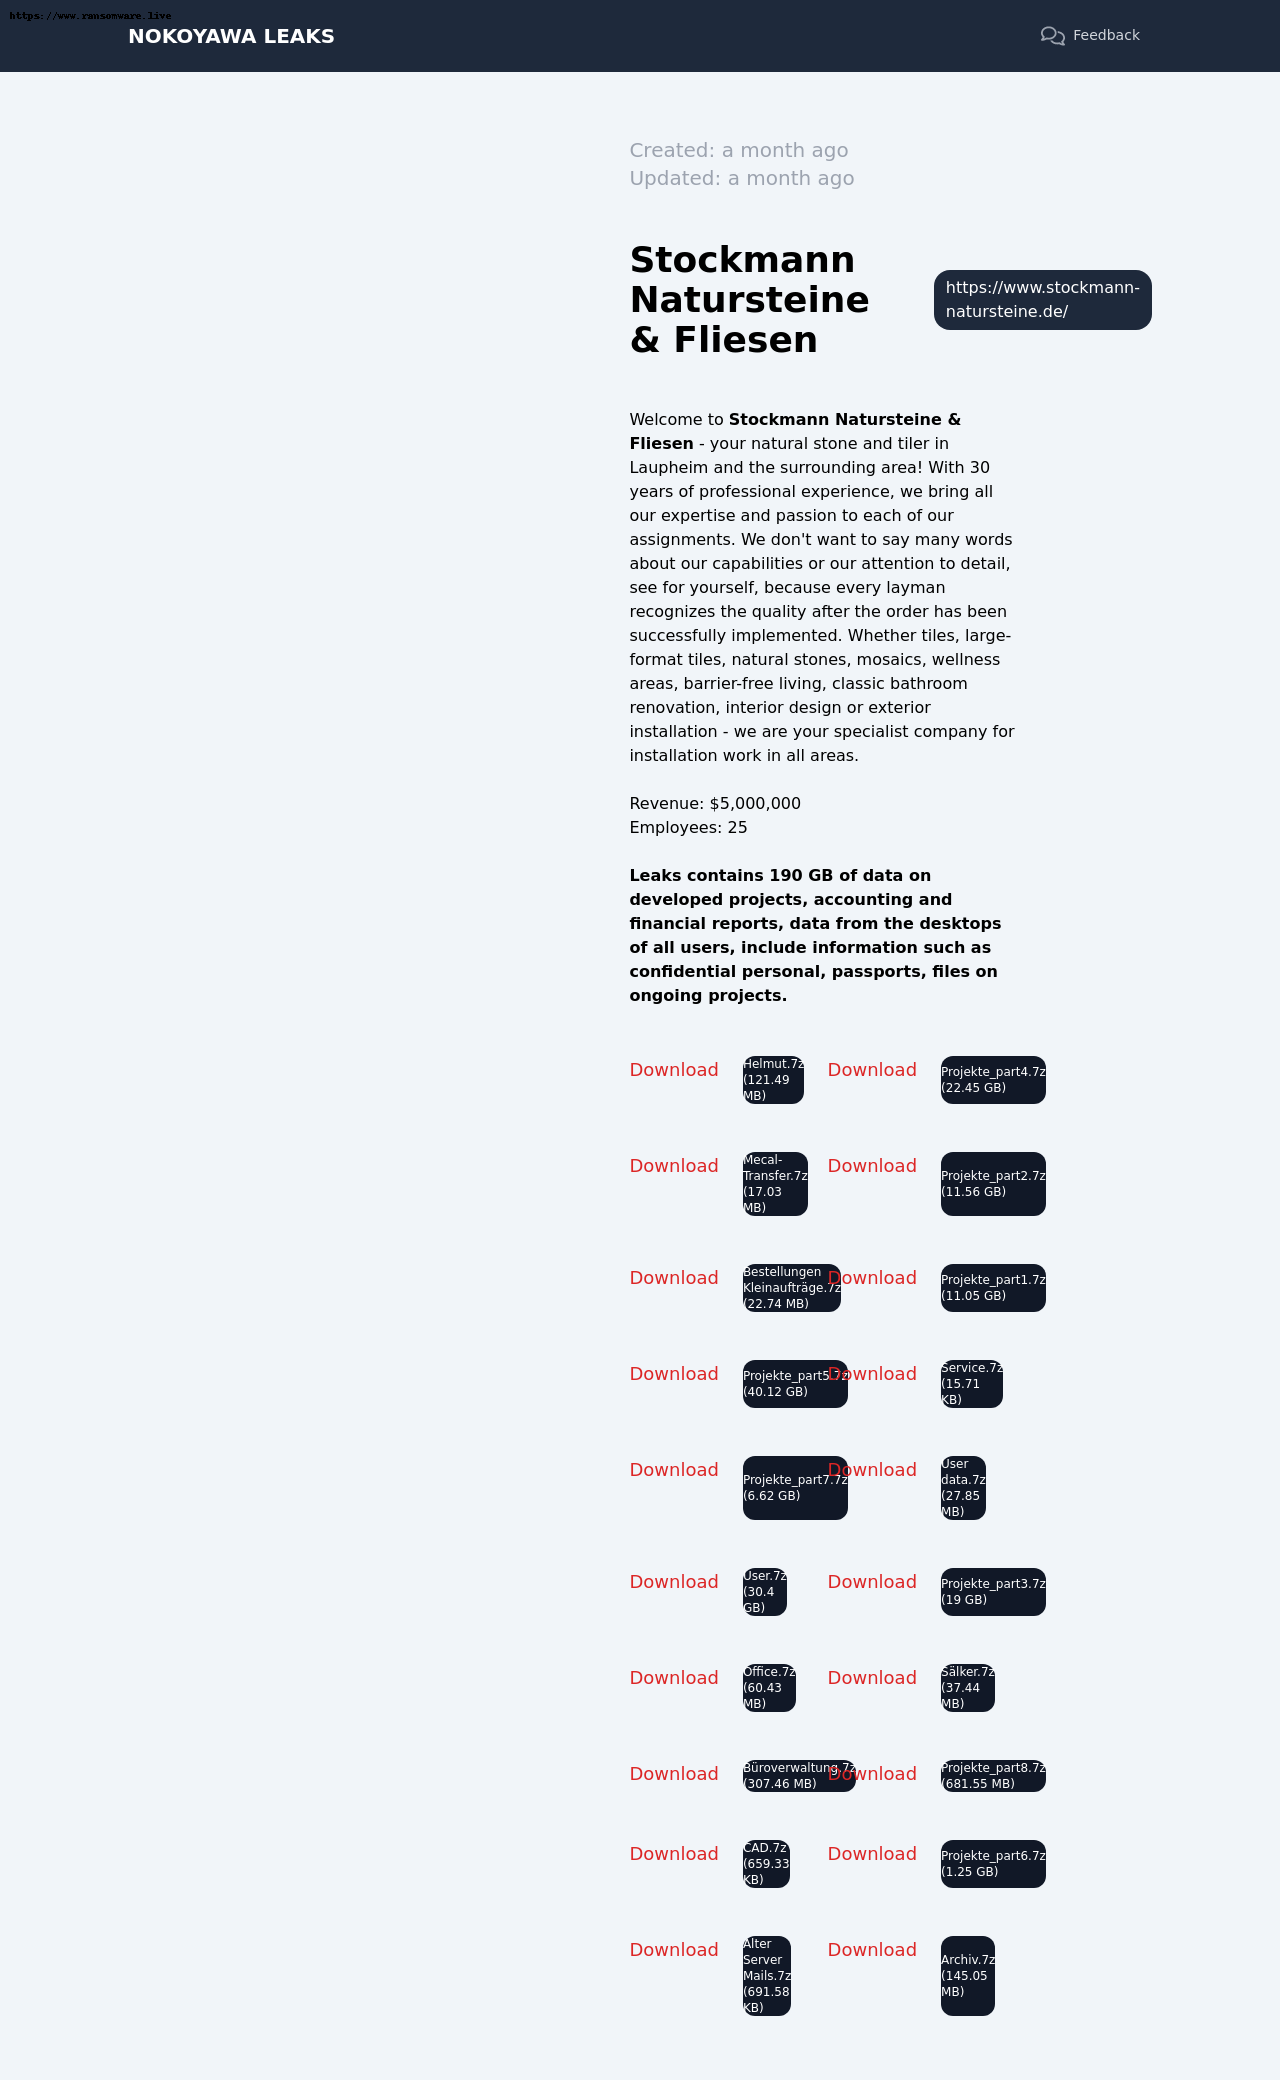 https://www.ransomware.live
NOKOYAWA LEAKS
Feedback
Created: a month ago
Updated: a month ago
Stockmann
Natursteine
& Fliesen
https://www.stockmann-
natursteine.de/
Welcome to Stockmann Natursteine &
Fliesen - your natural stone and tiler in
Laupheim and the surrounding area! With 30
years of professional experience, we bring all
our expertise and passion to each of our
assignments. We don't want to say many words
about our capabilities or our attention to detail,
see for yourself, because every layman
recognizes the quality after the order has been
successfully implemented. Whether tiles, large-
format tiles, natural stones, mosaics, wellness
areas, barrier-free living, classic bathroom
renovation, interior design or exterior
installation - we are your specialist company for
installation work in all areas.
Revenue: $5,000,000
Employees: 25
Leaks contains 190 GB of data on
developed projects, accounting and
financial reports, data from the desktops
of all users, include information such as
confidential personal, passports, files on
ongoing projects.
Download
Helmut.7z
(121.49
MB)
Download
Projekte_part4.7z
(22.45 GB)
Download
Mecal-
Transfer.7z
(17.03
MB)
Download
Projekte_part2.7z
(11.56 GB)
Download
Bestellungen
Kleinaufträge.7z
(22.74 MB)
Download
Projekte_part1.7z
(11.05 GB)
Download
Projekte_part5.7z
(40.12 GB)
Download
Service.7z
(15.71
KB)
Download
Projekte_part7.7z
(6.62 GB)
Download
User
data.7z
(27.85
MB)
Download
User.7z
(30.4
GB)
Download
Projekte_part3.7z
(19 GB)
Download
Office.7z
(60.43
MB)
Download
Sälker.7z
(37.44
MB)
Download
Büroverwaltung.7z
(307.46 MB)
Download
Projekte_part8.7z
(681.55 MB)
Download
CAD.7z
(659.33
KB)
Download
Projekte_part6.7z
(1.25 GB)
Download
Alter
Server
Mails.7z
(691.58
KB)
Download
Archiv.7z
(145.05
MB)